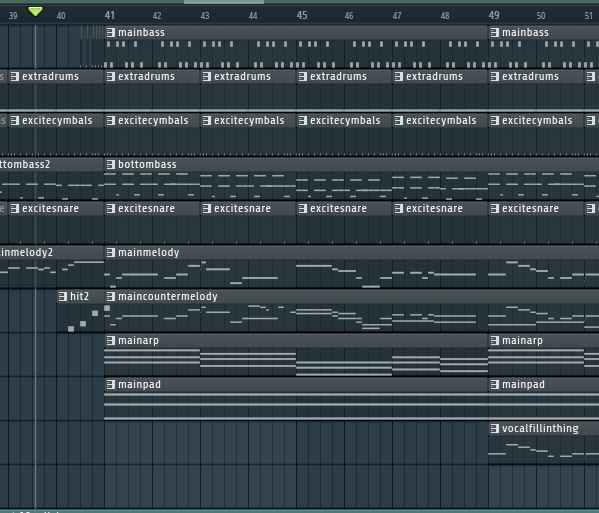 39 40 41 42 43 44 45 46 47 48 49 50 51
mainbass mainbass
extradrums extradrums extradrums extradrums extradrums extradrums
excitecymbals excitecymbals excitecymbals excitecymbals excitecymbals excitecymbals
ttombass2 bottombass
excitesnare excitesnare excitesnare excitesnare excitesnare excitesnare
inmelody2 mainmelody
hit2 maincountermelody
mainarp mainarp
mainpad mainpad
vocalfillinthing